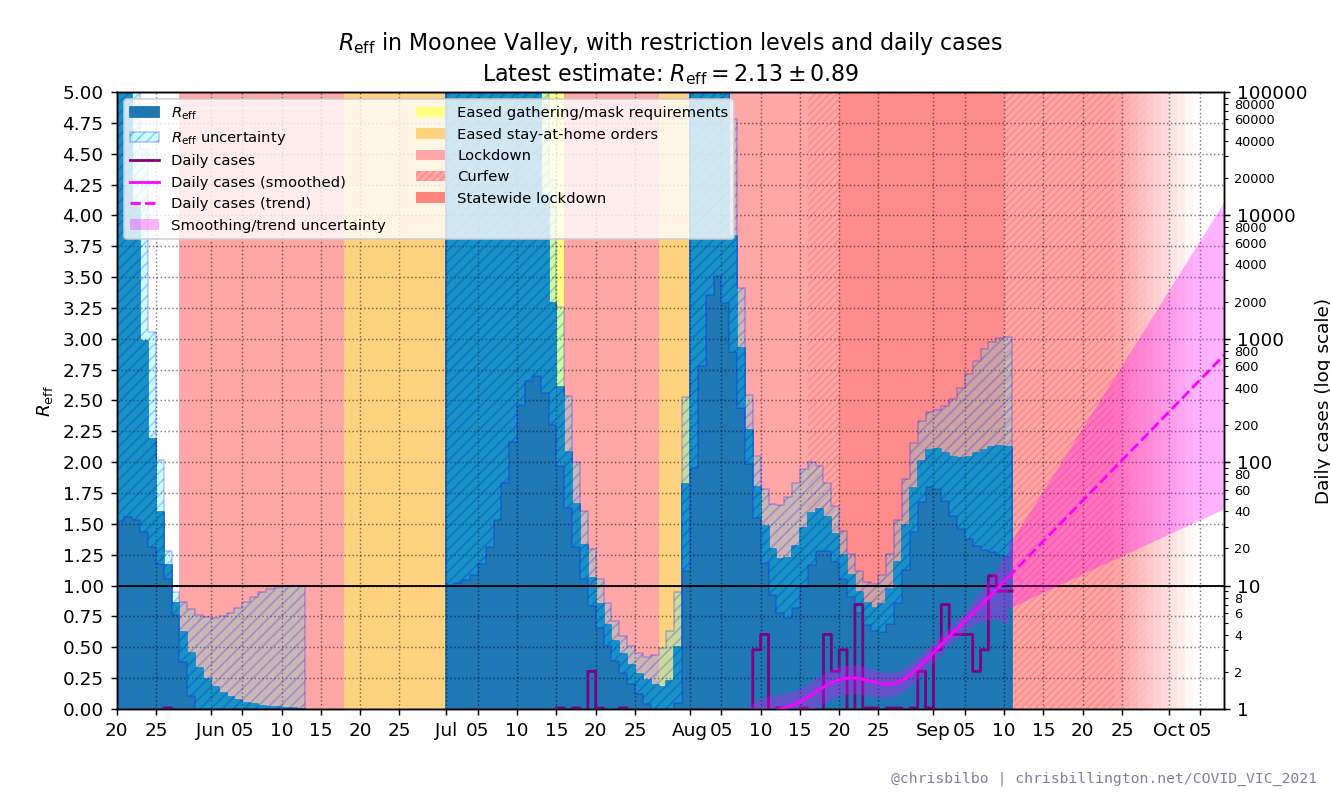 Reff in Moonee Valley, with restriction levels and daily cases
Latest estimate: Reff = 2.13 ± 0.89
Reff
Reff uncertainty
Daily cases
Daily cases (smoothed)
Daily cases (trend)
Smoothing/trend uncertainty
Eased gathering/mask requirements
Eased stay-at-home orders
Lockdown
Curfew
Statewide lockdown
5.00
4.75
4.50
4.25
4.00
3.75
3.50
3.25
3.00
2.75
2.50
2.25
2.00
1.75
1.50
1.25
1.00
0.75
0.50
0.25
0.00
Reff
100000
80000
60000
40000
20000
10000
8000
6000
4000
2000
1000
800
600
400
200
100
80
60
40
20
10
8
6
4
2
1
Daily cases (log scale)
20 25 Jun 05 10 15 20 25 Jul 05 10 15 20 25 Aug 05 10 15 20 25 Sep 05 10 15 20 25 Oct 05
@chrisbilbo | chrisbillington.net/COVID_VIC_2021